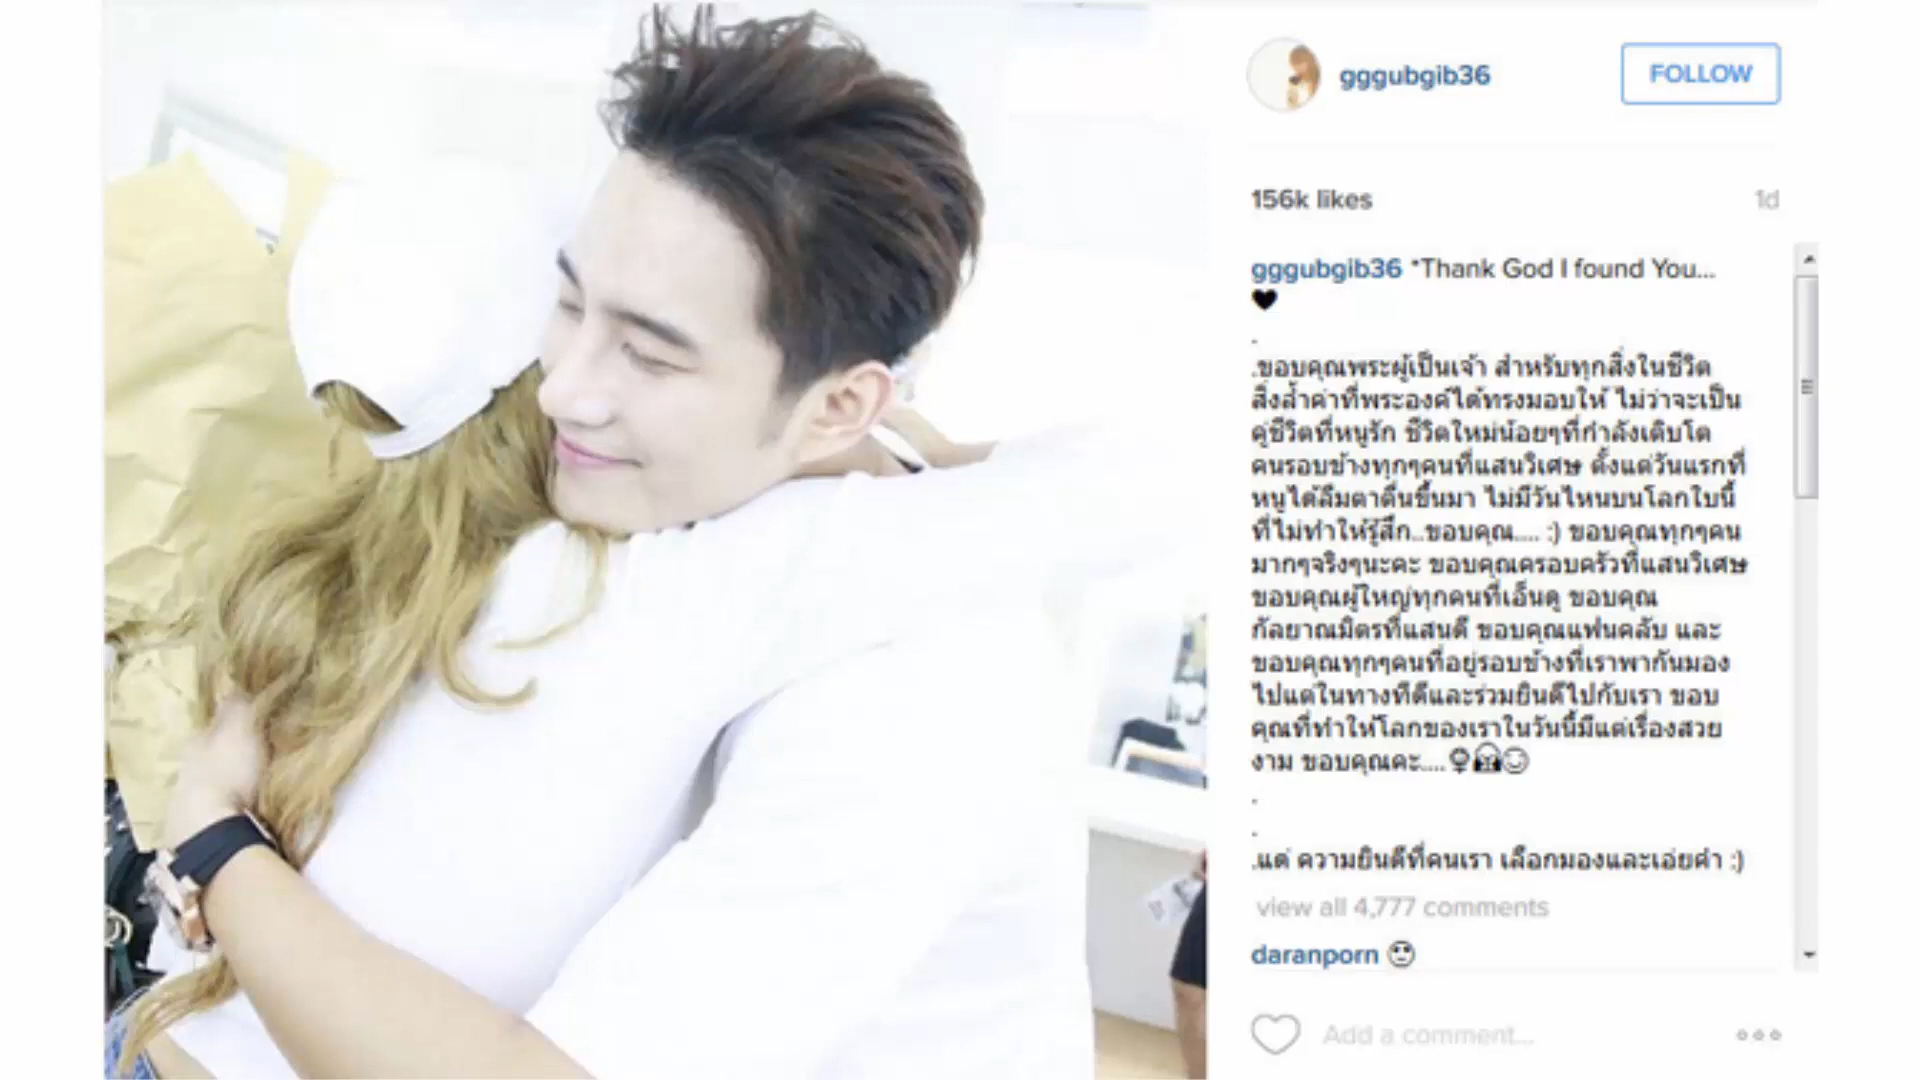 gggubgib36
FOLLOW
156k likes
1d
gggubgib36 *Thank God I found You...
🖤
.
.ขอบคุณพระผู้เป็นเจ้า สำหรับทุกสิ่งในชีวิต
สิ่งล้ำค่าที่พระองค์ได้ทรงมอบให้ ไม่ว่าจะเป็น
คู่ชีวิตที่หนูรัก ชีวิตใหม่น้อยๆที่กำลังเติบโต
คนรอบข้างทุกๆคนที่แสนวิเศษ ตั้งแต่วันแรกที่
หนูได้ลืมตาตื่นขึ้นมา ไม่มีวันไหนบนโลกใบนี้
ที่ไม่ทำให้รู้สึก..ขอบคุณ.... :) ขอบคุณทุกๆคน
มากๆจริงๆนะคะ ขอบคุณครอบครัวที่แสนวิเศษ
ขอบคุณผู้ใหญ่ทุกคนที่เอ็นดู ขอบคุณ
กัลยาณมิตรที่แสนดี ขอบคุณแฟนคลับ และ
ขอบคุณทุกๆคนที่อยู่รอบข้างที่เราพากันมอง
ไปแต่ในทางที่ดีและร่วมยินดีไปกับเรา ขอบ
คุณที่ทำให้โลกของเราในวันนี้มีแต่เรื่องสวย
งาม ขอบคุณคะ....
.
.
.แด่ ความยินดีที่คนเรา เลือกมองและเอ่ยคำ :)
view all 4,777 comments
daranporn
Add a comment...